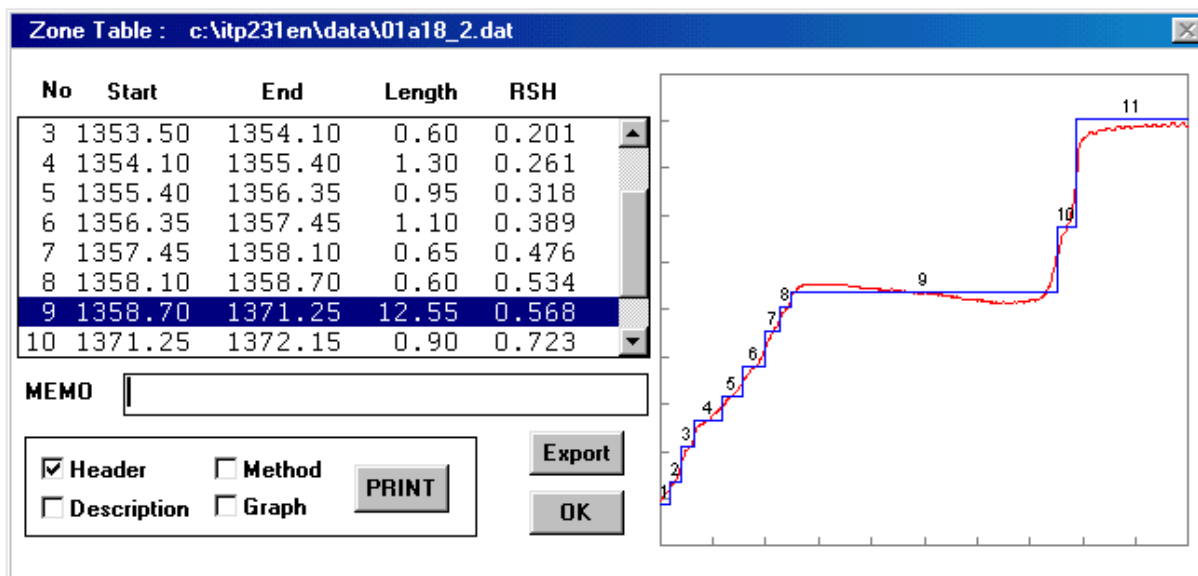 Zone Table : c:\itp231en\data\01a18_2.dat
No Start End Length RSH
3 1353.50 1354.10 0.60 0.201
4 1354.10 1355.40 1.30 0.261
5 1355.40 1356.35 0.95 0.318
6 1356.35 1357.45 1.10 0.389
7 1357.45 1358.10 0.65 0.476
8 1358.10 1358.70 0.60 0.534
9 1358.70 1371.25 12.55 0.568
10 1371.25 1372.15 0.90 0.723
MEMO
Header Method
Description Graph
PRINT
Export
OK
1
2
3
4
5
6
7
8
9
10
11